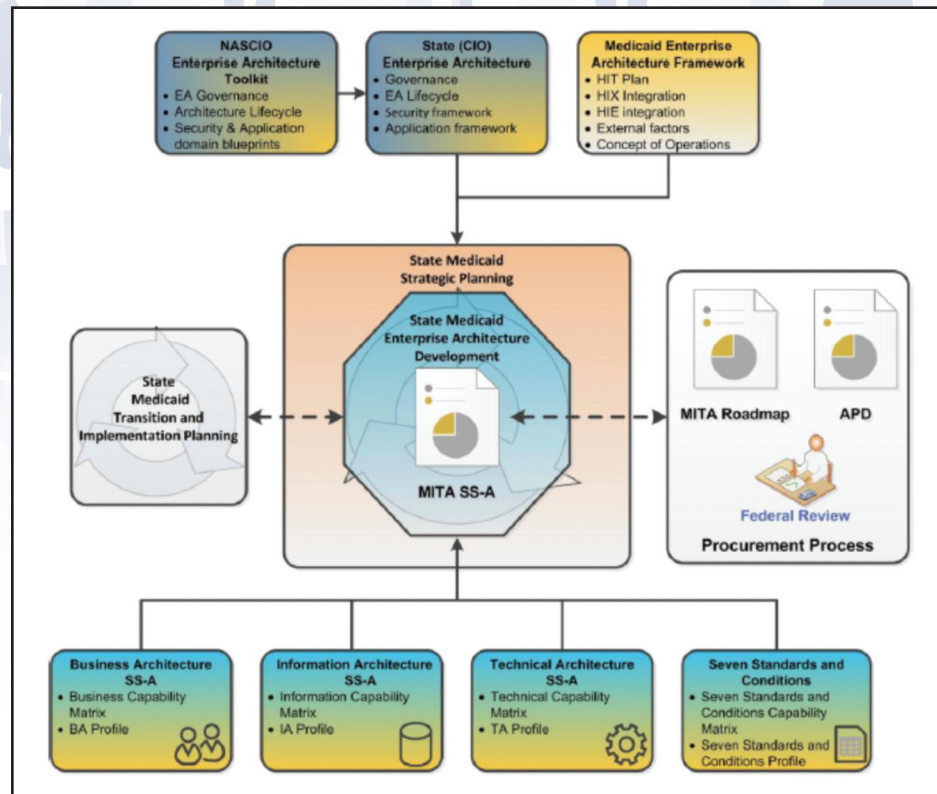 NASCIO
Enterprise Architecture
Toolkit
• EA Governance
• Architecture Lifecycle
• Security & Application
domain blueprints
State (CIO)
Enterprise Architecture
• Governance
• EA Lifecycle
• Security framework
• Application framework
Medicaid Enterprise
Architecture Framework
• HIT Plan
• HIX Integration
• HIE integration
• External factors
• Concept of Operations
State Medicaid
Strategic Planning
State Medicaid
Enterprise Architecture
Development
MITA SS-A
State
Medicaid
Transition and
Implementation Planning
MITA Roadmap
APD
Federal Review
Procurement Process
Business Architecture
SS-A
• Business Capability
Matrix
• BA Profile
Information Architecture
SS-A
• Information Capability
Matrix
• IA Profile
Technical Architecture
SS-A
• Technical Capability
Matrix
• TA Profile
Seven Standards and
Conditions
• Seven Standards and
Conditions Capability
Matrix
• Seven Standards and
Conditions Profile